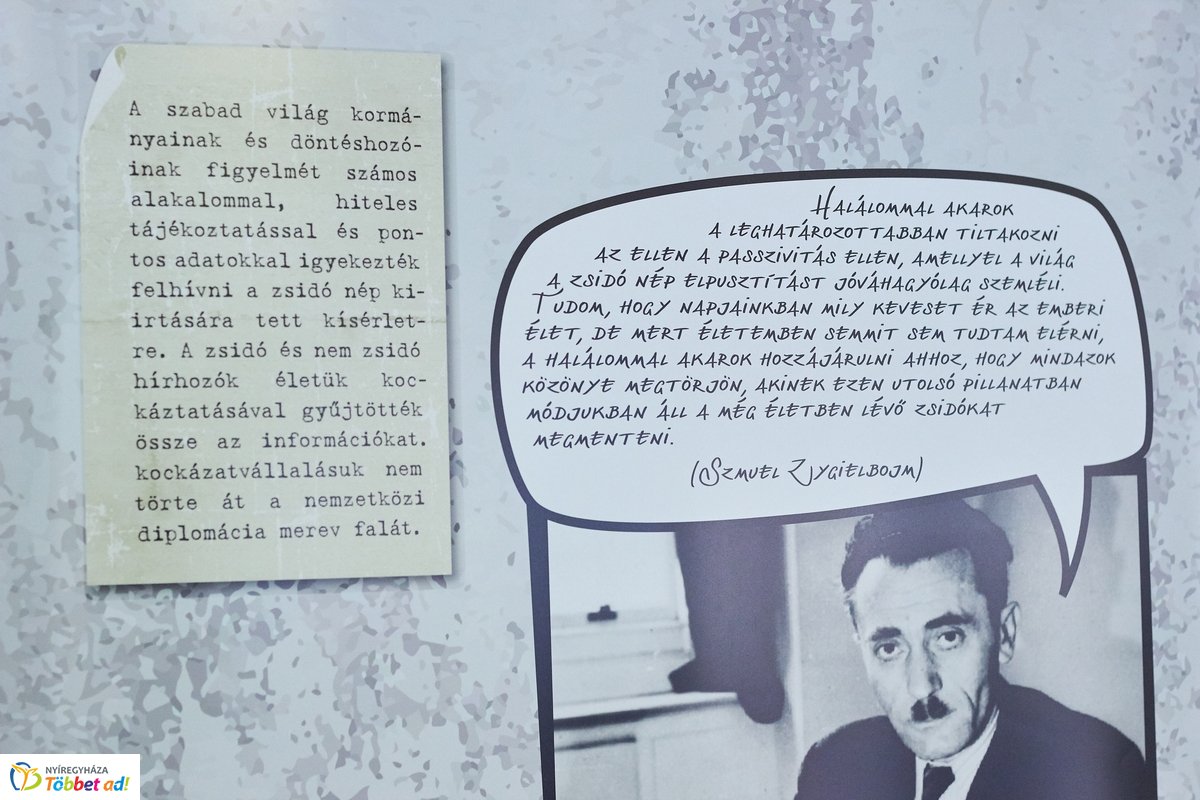 A szabad világ kormá-
nyainak és döntéshozó-
inak figyelmét számos
alakalommal, hiteles
tájékoztatással és pon-
tos adatokkal igyekezték
felhívni a zsidó nép ki-
irtására tett kísérlet-
re. A zsidó és nem zsidó
hírhozók életük koc-
káztatásával gyűjtötték
össze az információkat.
kockázatvállalásuk nem
törte át a nemzetközi
diplomácia merev falát.
Halálommal akarok
a leghatározottabban tiltakozni
az ellen a passzivitás ellen, amellyel a világ
a zsidó nép elpusztítást jóváhagyólag szemléli.
Tudom, hogy napjainkban mily keveset ér az emberi
élet, de mert életemben semmit sem tudtam elérni,
a halálommal akarok hozzájárulni ahhoz, hogy mindazok
közönye megtörjön, akinek ezen utolsó pillanatban
módjukban áll a még életben lévő zsidókat
megmenteni.
(Szmuel Zygielbojm)
NYÍREGYHÁZA
Többet ad!